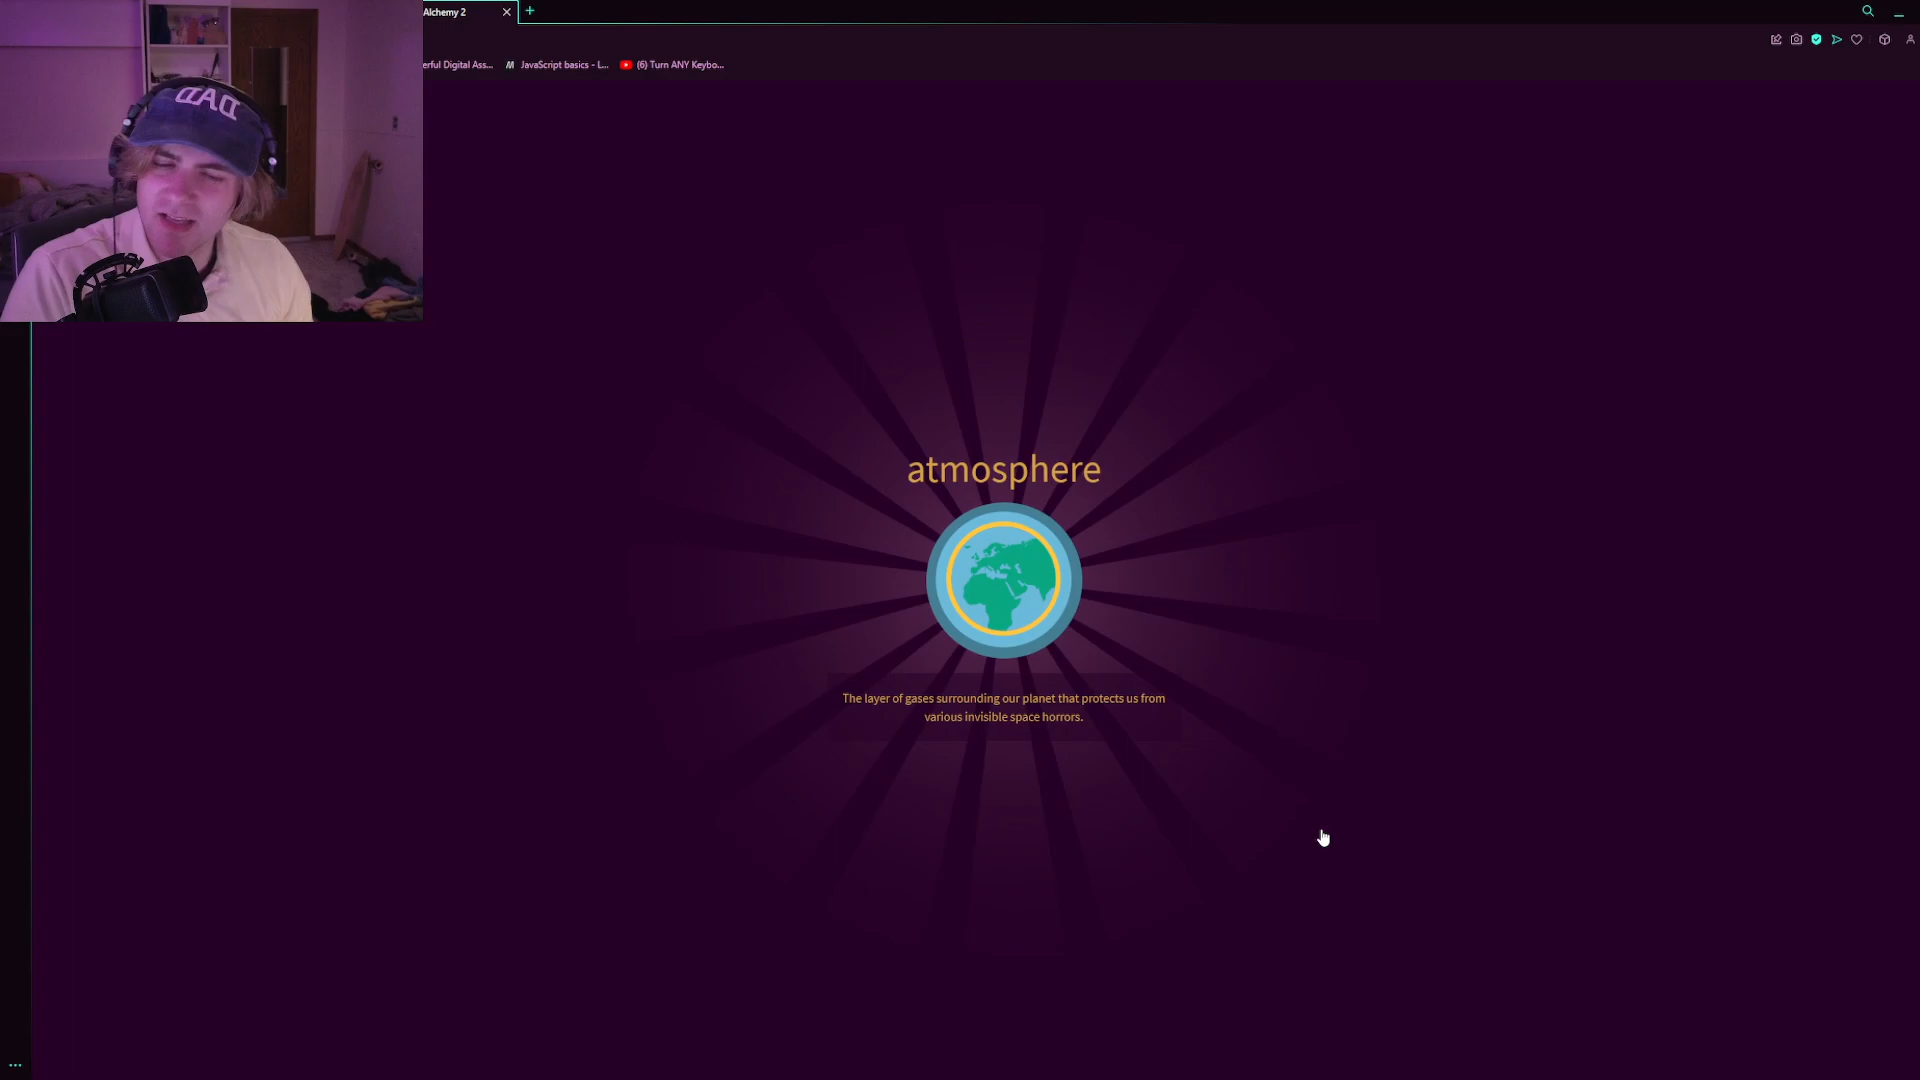 Alchemy 2
erful Digital Ass...
JavaScript basics - L...
(6) Turn ANY Keybo...
DAD
atmosphere
The layer of gases surrounding our planet that protects us from
various invisible space horrors.